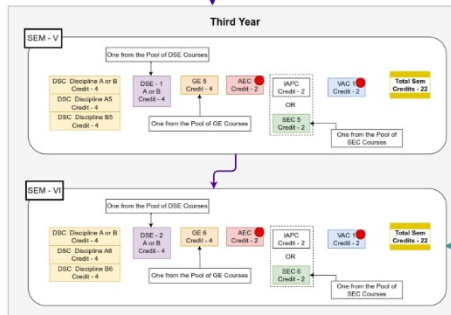 Third Year
SEM - V
One from the Pool of DSE Courses
DSC Discipline A or B
Credit - 4
DSC Discipline A5
Credit - 4
DSC Discipline B5
Credit - 4
DSE - 1
A or B
Credit - 4
GE 5
Credit - 4
AEC
Credit - 2
IAPC
Credit - 2
OR
SEC 5
Credit - 2
VAC 1
Credit - 2
Total Sem
Credits - 22
One from the Pool of GE Courses
One from the Pool of
SEC Courses
SEM - VI
One from the Pool of DSE Courses
DSC Discipline A or B
Credit - 4
DSC Discipline A6
Credit - 4
DSC Discipline B6
Credit - 4
DSE - 2
A or B
Credit - 4
GE 6
Credit - 4
AEC
Credit - 2
IAPC
Credit - 2
OR
SEC 6
Credit - 2
VAC 1
Credit - 2
Total Sem
Credits - 22
One from the Pool of GE Courses
One from the Pool of
SEC Courses